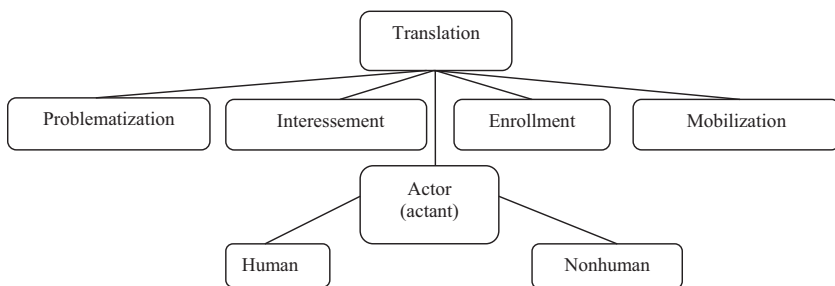 Translation
Problematization
Interessement
Enrollment
Mobilization
Actor
(actant)
Human
Nonhuman